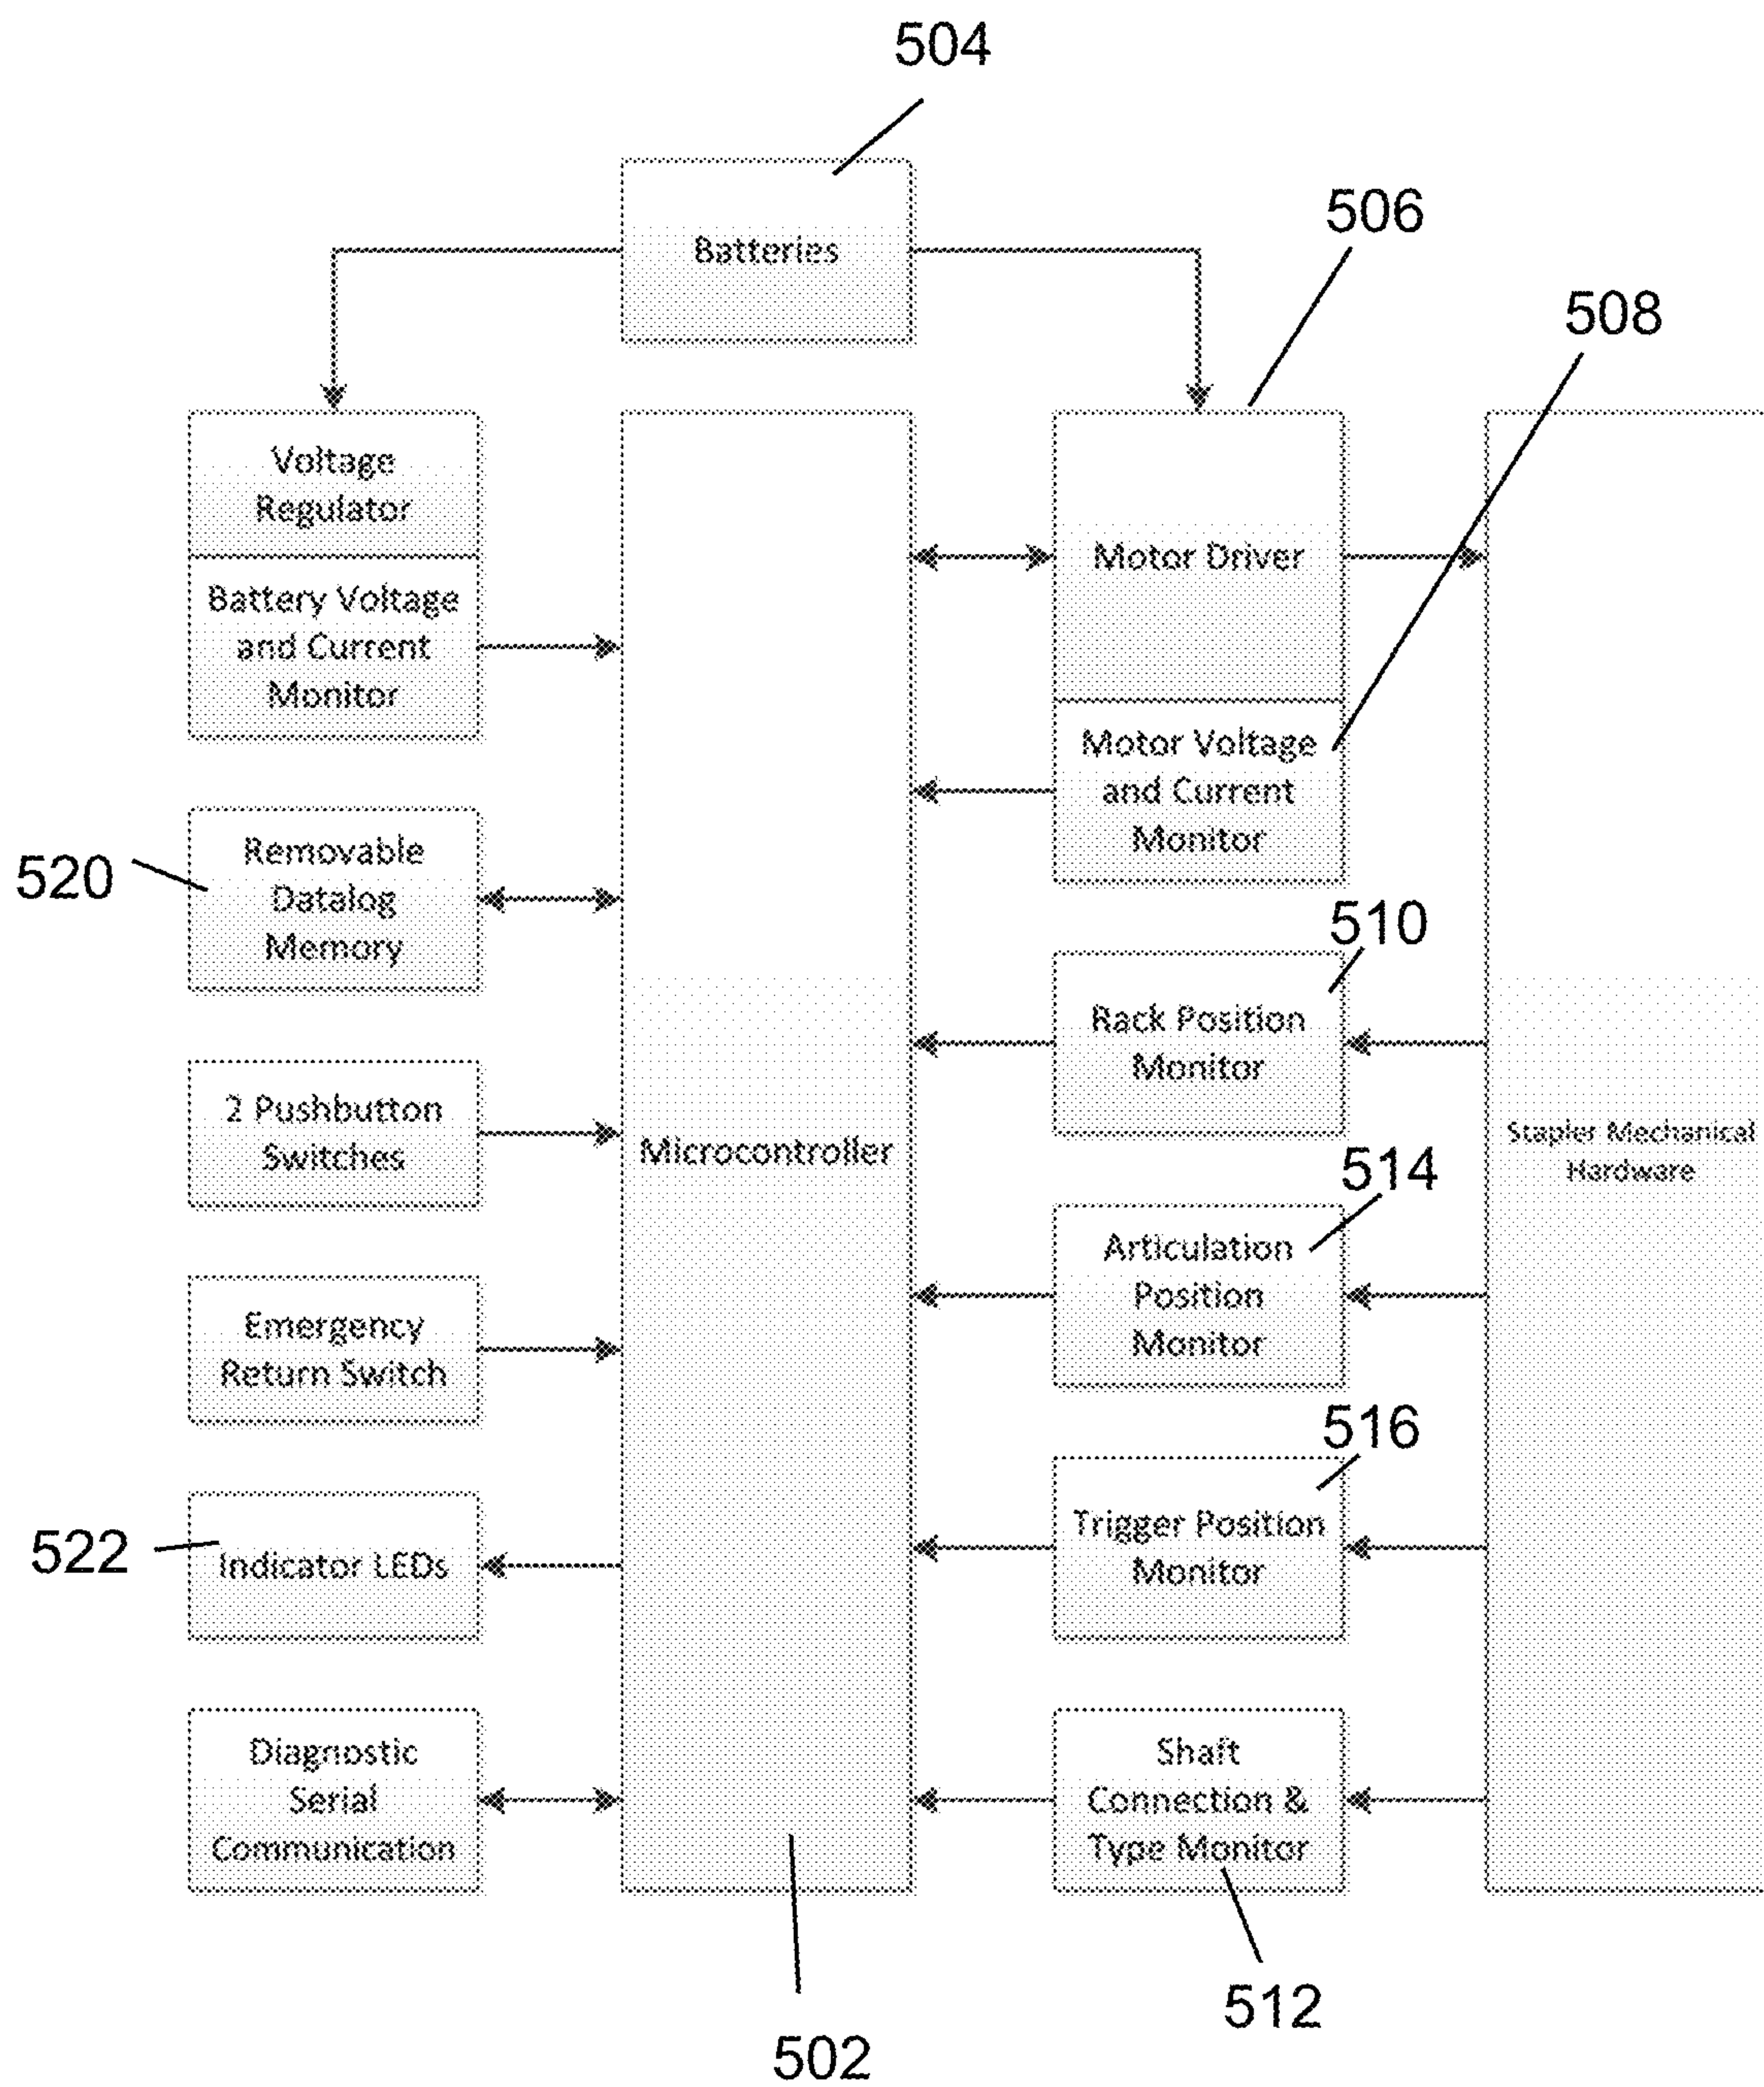 504
Batteries
506
508
Voltage
Regulator
Battery Voltage
and Current
Monitor
Motor Driver
Motor Voltage
and Current
Monitor
520
Removable
Datalog
Memory
510
Rack Position
Monitor
2 Pushbutton
Switches
Microcontroller
Stapler Mechanical
Hardware
514
Articulation
Position
Monitor
Emergency
Return Switch
516
Trigger Position
Monitor
522
Indicator LEDs
Diagnostic
Serial
Communication
Shaft
Connection &
Type Monitor
512
502